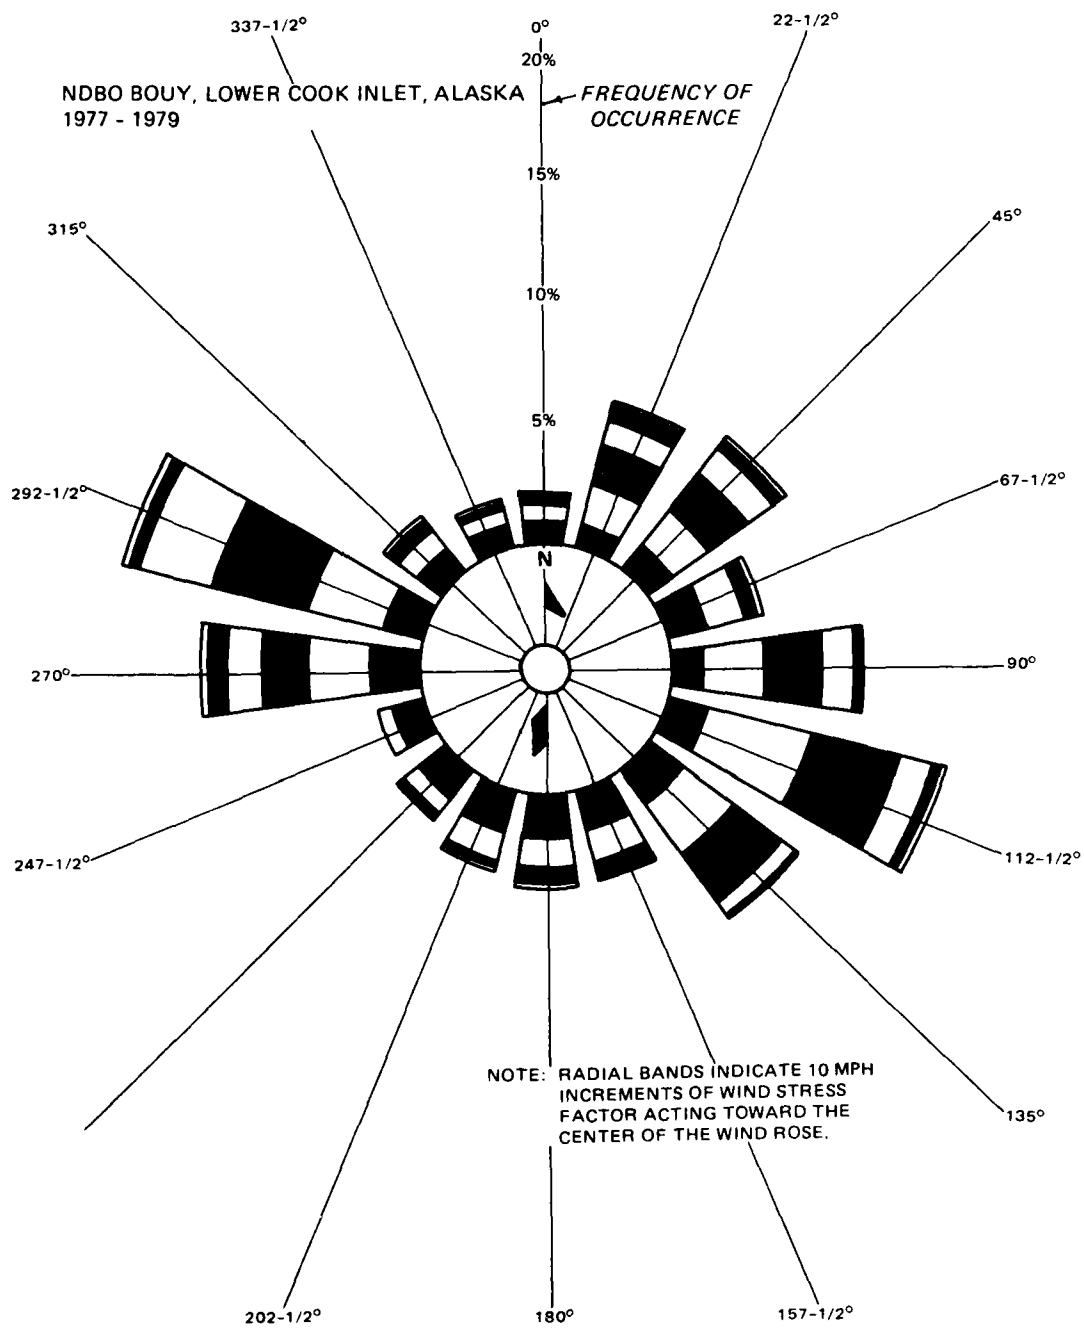 337-1/2°
0°
22-1/2°
20%
NDBO BOUY, LOWER COOK INLET, ALASKA
1977 - 1979
FREQUENCY OF
OCCURRENCE
15%
45°
315°
10%
5%
67-1/2°
292-1/2°
N
90°
270°
112-1/2°
247-1/2°
NOTE: RADIAL BANDS INDICATE 10 MPH
INCREMENTS OF WIND STRESS
FACTOR ACTING TOWARD THE
CENTER OF THE WIND ROSE.
135°
202-1/2°
180°
157-1/2°